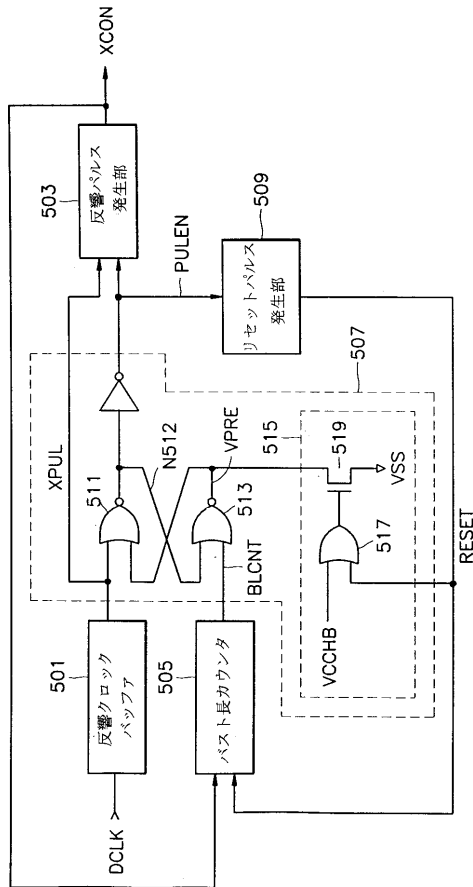 DCLK
501
反響クロック
バッファ
XPUL
511
N512
503
反響パルス
発生部
XCON
PULEN
509
リセットパルス
発生部
507
505
バスト長カウンタ
BLCNT
513
VPRE
515
VCCHB
517
519
VSS
RESET